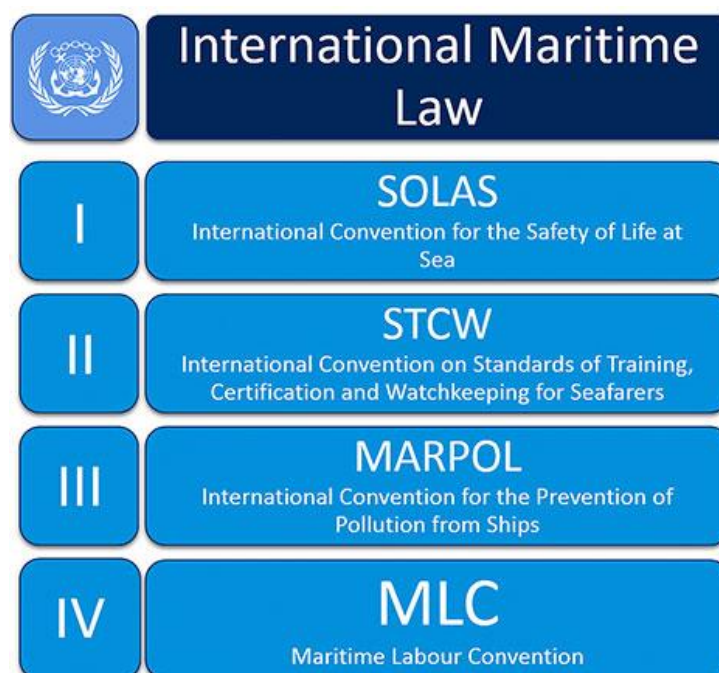 International Maritime
Law
I
SOLAS
International Convention for the Safety of Life at
Sea
II
STCW
International Convention on Standards of Training,
Certification and Watchkeeping for Seafarers
III
MARPOL
International Convention for the Prevention of
Pollution from Ships
IV
MLC
Maritime Labour Convention